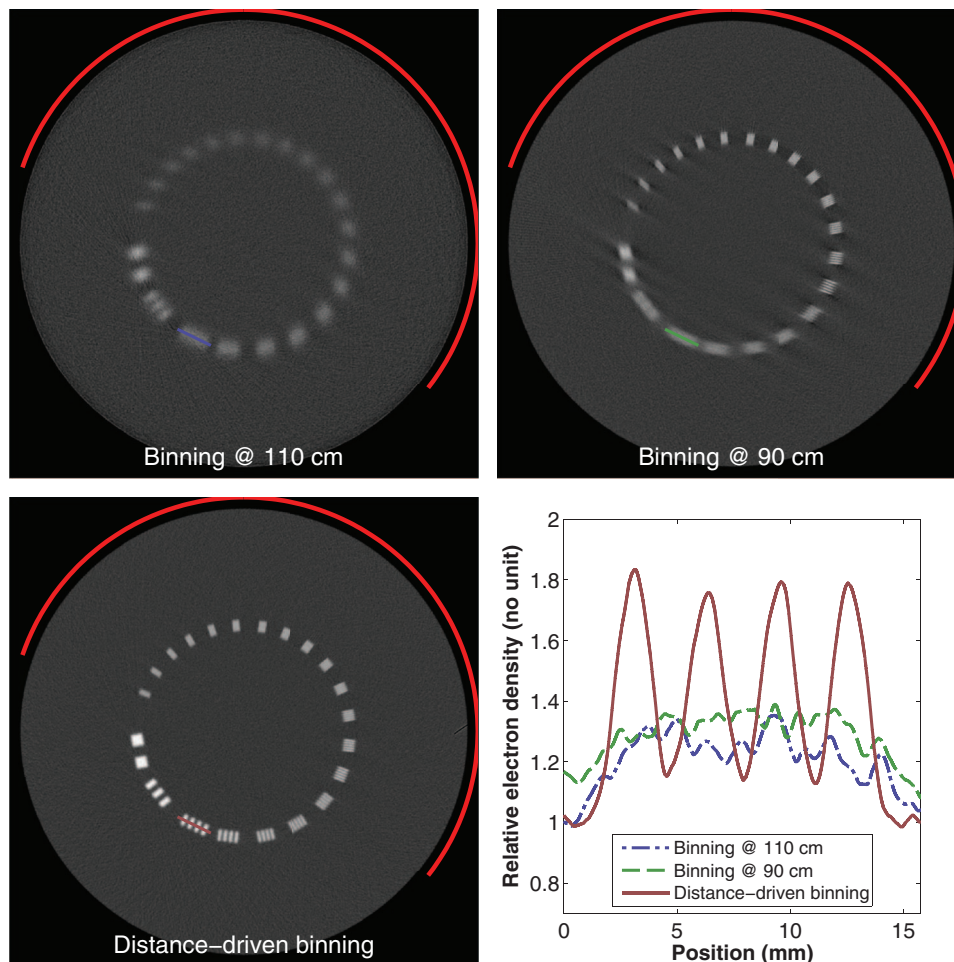 Binning @ 110 cm
Binning @ 90 cm
Distance−driven binning
Relative electron density (no unit)
2
1.8
1.6
1.4
1.2
1
0.8
Binning @ 110 cm
Binning @ 90 cm
Distance−driven binning
0
5
10
15
Position (mm)